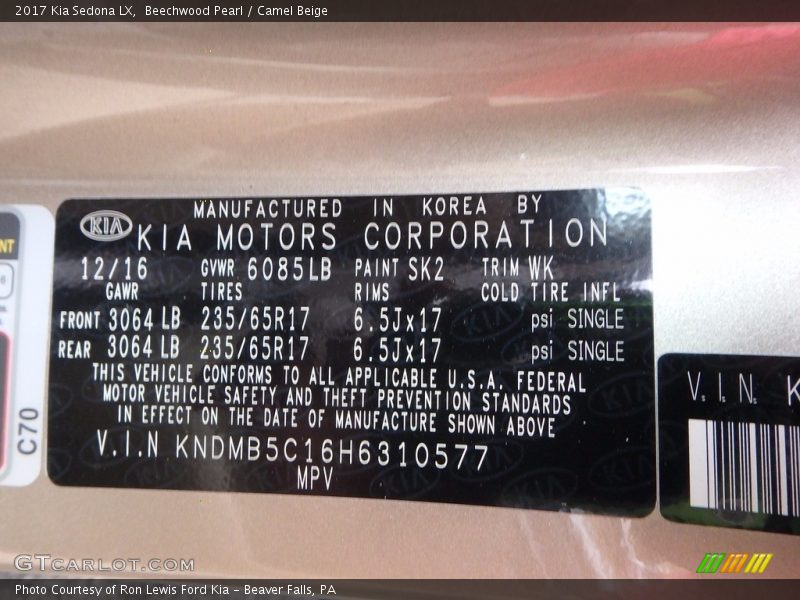 2017 Kia Sedona LX, Beechwood Pearl / Camel Beige
MANUFACTURED IN KOREA BY
KIA KIA MOTORS CORPORATION
12/16 GVWR 6085LB PAINT SK2 TRIM WK
GAWR TIRES RIMS COLD TIRE INFL
FRONT 3064 LB 235/65R17 6.5Jx17 psi SINGLE
REAR 3064 LB 235/65R17 6.5Jx17 psi SINGLE
THIS VEHICLE CONFORMS TO ALL APPLICABLE U.S.A. FEDERAL
MOTOR VEHICLE SAFETY AND THEFT PREVENTION STANDARDS
IN EFFECT ON THE DATE OF MANUFACTURE SHOWN ABOVE
V.I.N KNDMB5C16H6310577
MPV
C70
V.I.N. K
GTCARLOT.COM
Photo Courtesy of Ron Lewis Ford Kia – Beaver Falls, PA